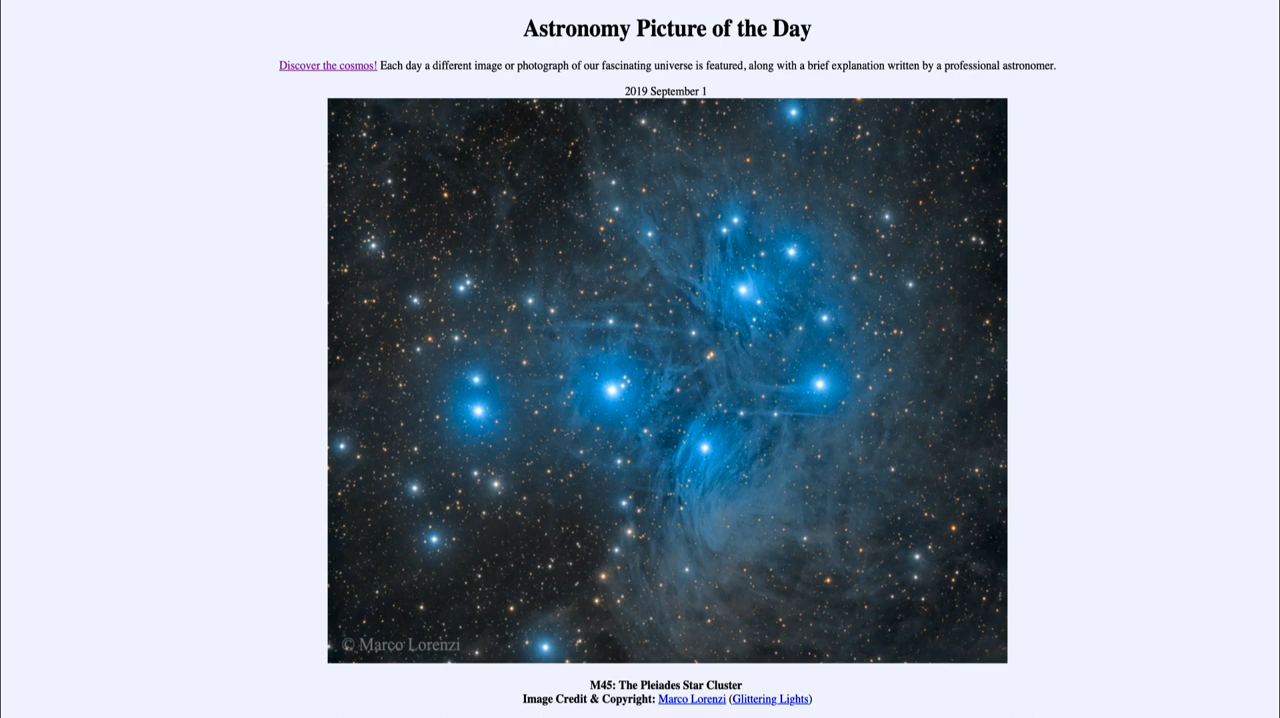 Astronomy Picture of the Day
Discover the cosmos! Each day a different image or photograph of our fascinating universe is featured, along with a brief explanation written by a professional astronomer.
2019 September 1
© Marco Lorenzi
M45: The Pleiades Star Cluster
Image Credit & Copyright: Marco Lorenzi (Glittering Lights)